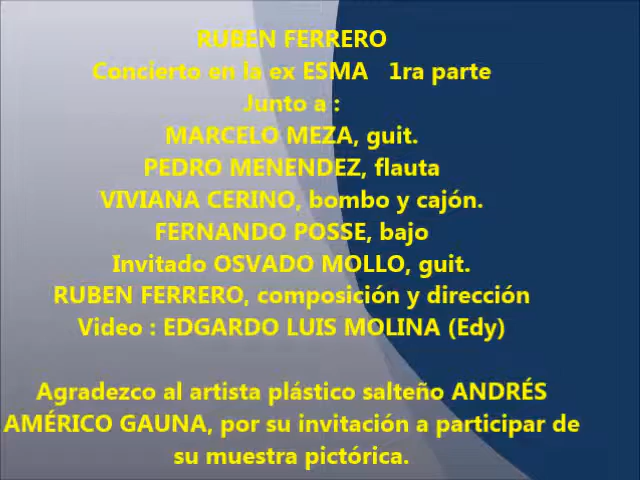 RUBEN FERRERO
Concierto en la ex ESMA 1ra parte
Junto a :
MARCELO MEZA, guit.
PEDRO MENENDEZ, flauta
VIVIANA CERINO, bombo y cajón.
FERNANDO POSSE, bajo
Invitado OSVADO MOLLO, guit.
RUBEN FERRERO, composición y dirección
Video : EDGARDO LUIS MOLINA (Edy)
Agradezco al artista plástico salteño ANDRÉS
AMÉRICO GAUNA, por su invitación a participar de
su muestra pictórica.